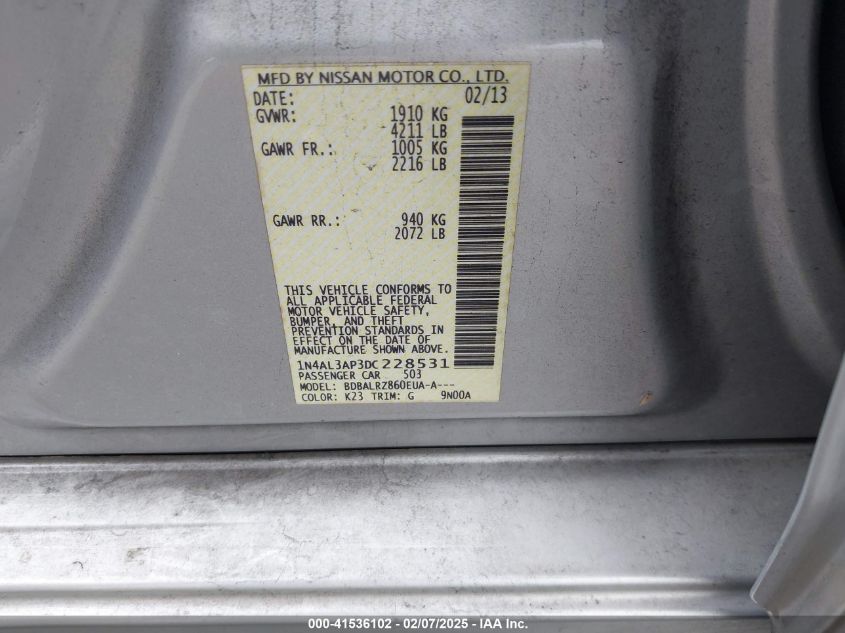 MFD BY NISSAN MOTOR CO., LTD.
DATE: 02/13
GVWR: 1910 KG
4211 LB
GAWR FR.: 1005 KG
2216 LB
GAWR RR.: 940 KG
2072 LB
THIS VEHICLE CONFORMS TO
ALL APPLICABLE FEDERAL
MOTOR VEHICLE SAFETY,
BUMPER, AND THEFT
PREVENTION STANDARDS IN
EFFECT ON THE DATE OF
MANUFACTURE SHOWN ABOVE.
1N4AL3AP3DC228531
PASSENGER CAR 503
MODEL: BDBALRZ860EUA-A---
COLOR: K23 TRIM: G 9N00A
000-41536102 — 02/07/2025 — IAA Inc.